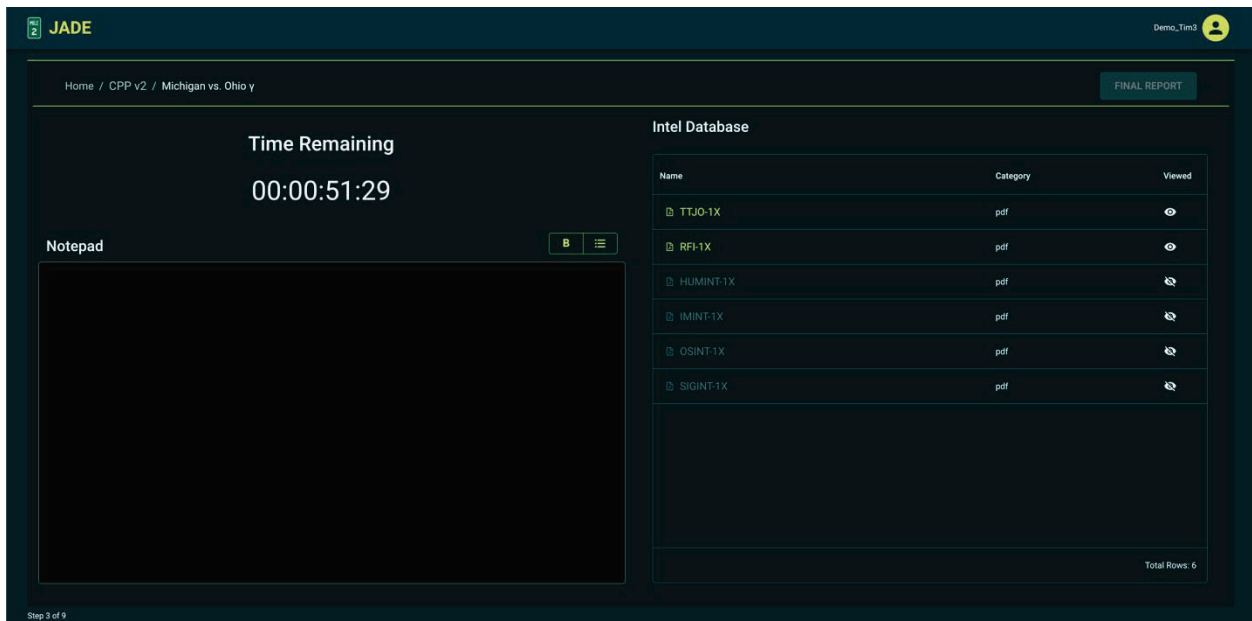 MILE
2
JADE
Demo_Tim3
Home / CPP v2 / Michigan vs. Ohio γ
FINAL REPORT
Time Remaining
00:00:51:29
Notepad
B
Intel Database
Name Category Viewed
TTJO-1X pdf
RFI-1X pdf
HUMINT-1X pdf
IMINT-1X pdf
OSINT-1X pdf
SIGINT-1X pdf
Total Rows: 6
Step 3 of 9